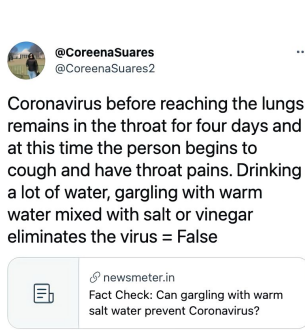 @CoreenaSuares
@CoreenaSuares2
Coronavirus before reaching the lungs
remains in the throat for four days and
at this time the person begins to
cough and have throat pains. Drinking
a lot of water, gargling with warm
water mixed with salt or vinegar
eliminates the virus = False
newsmeter.in
Fact Check: Can gargling with warm
salt water prevent Coronavirus?